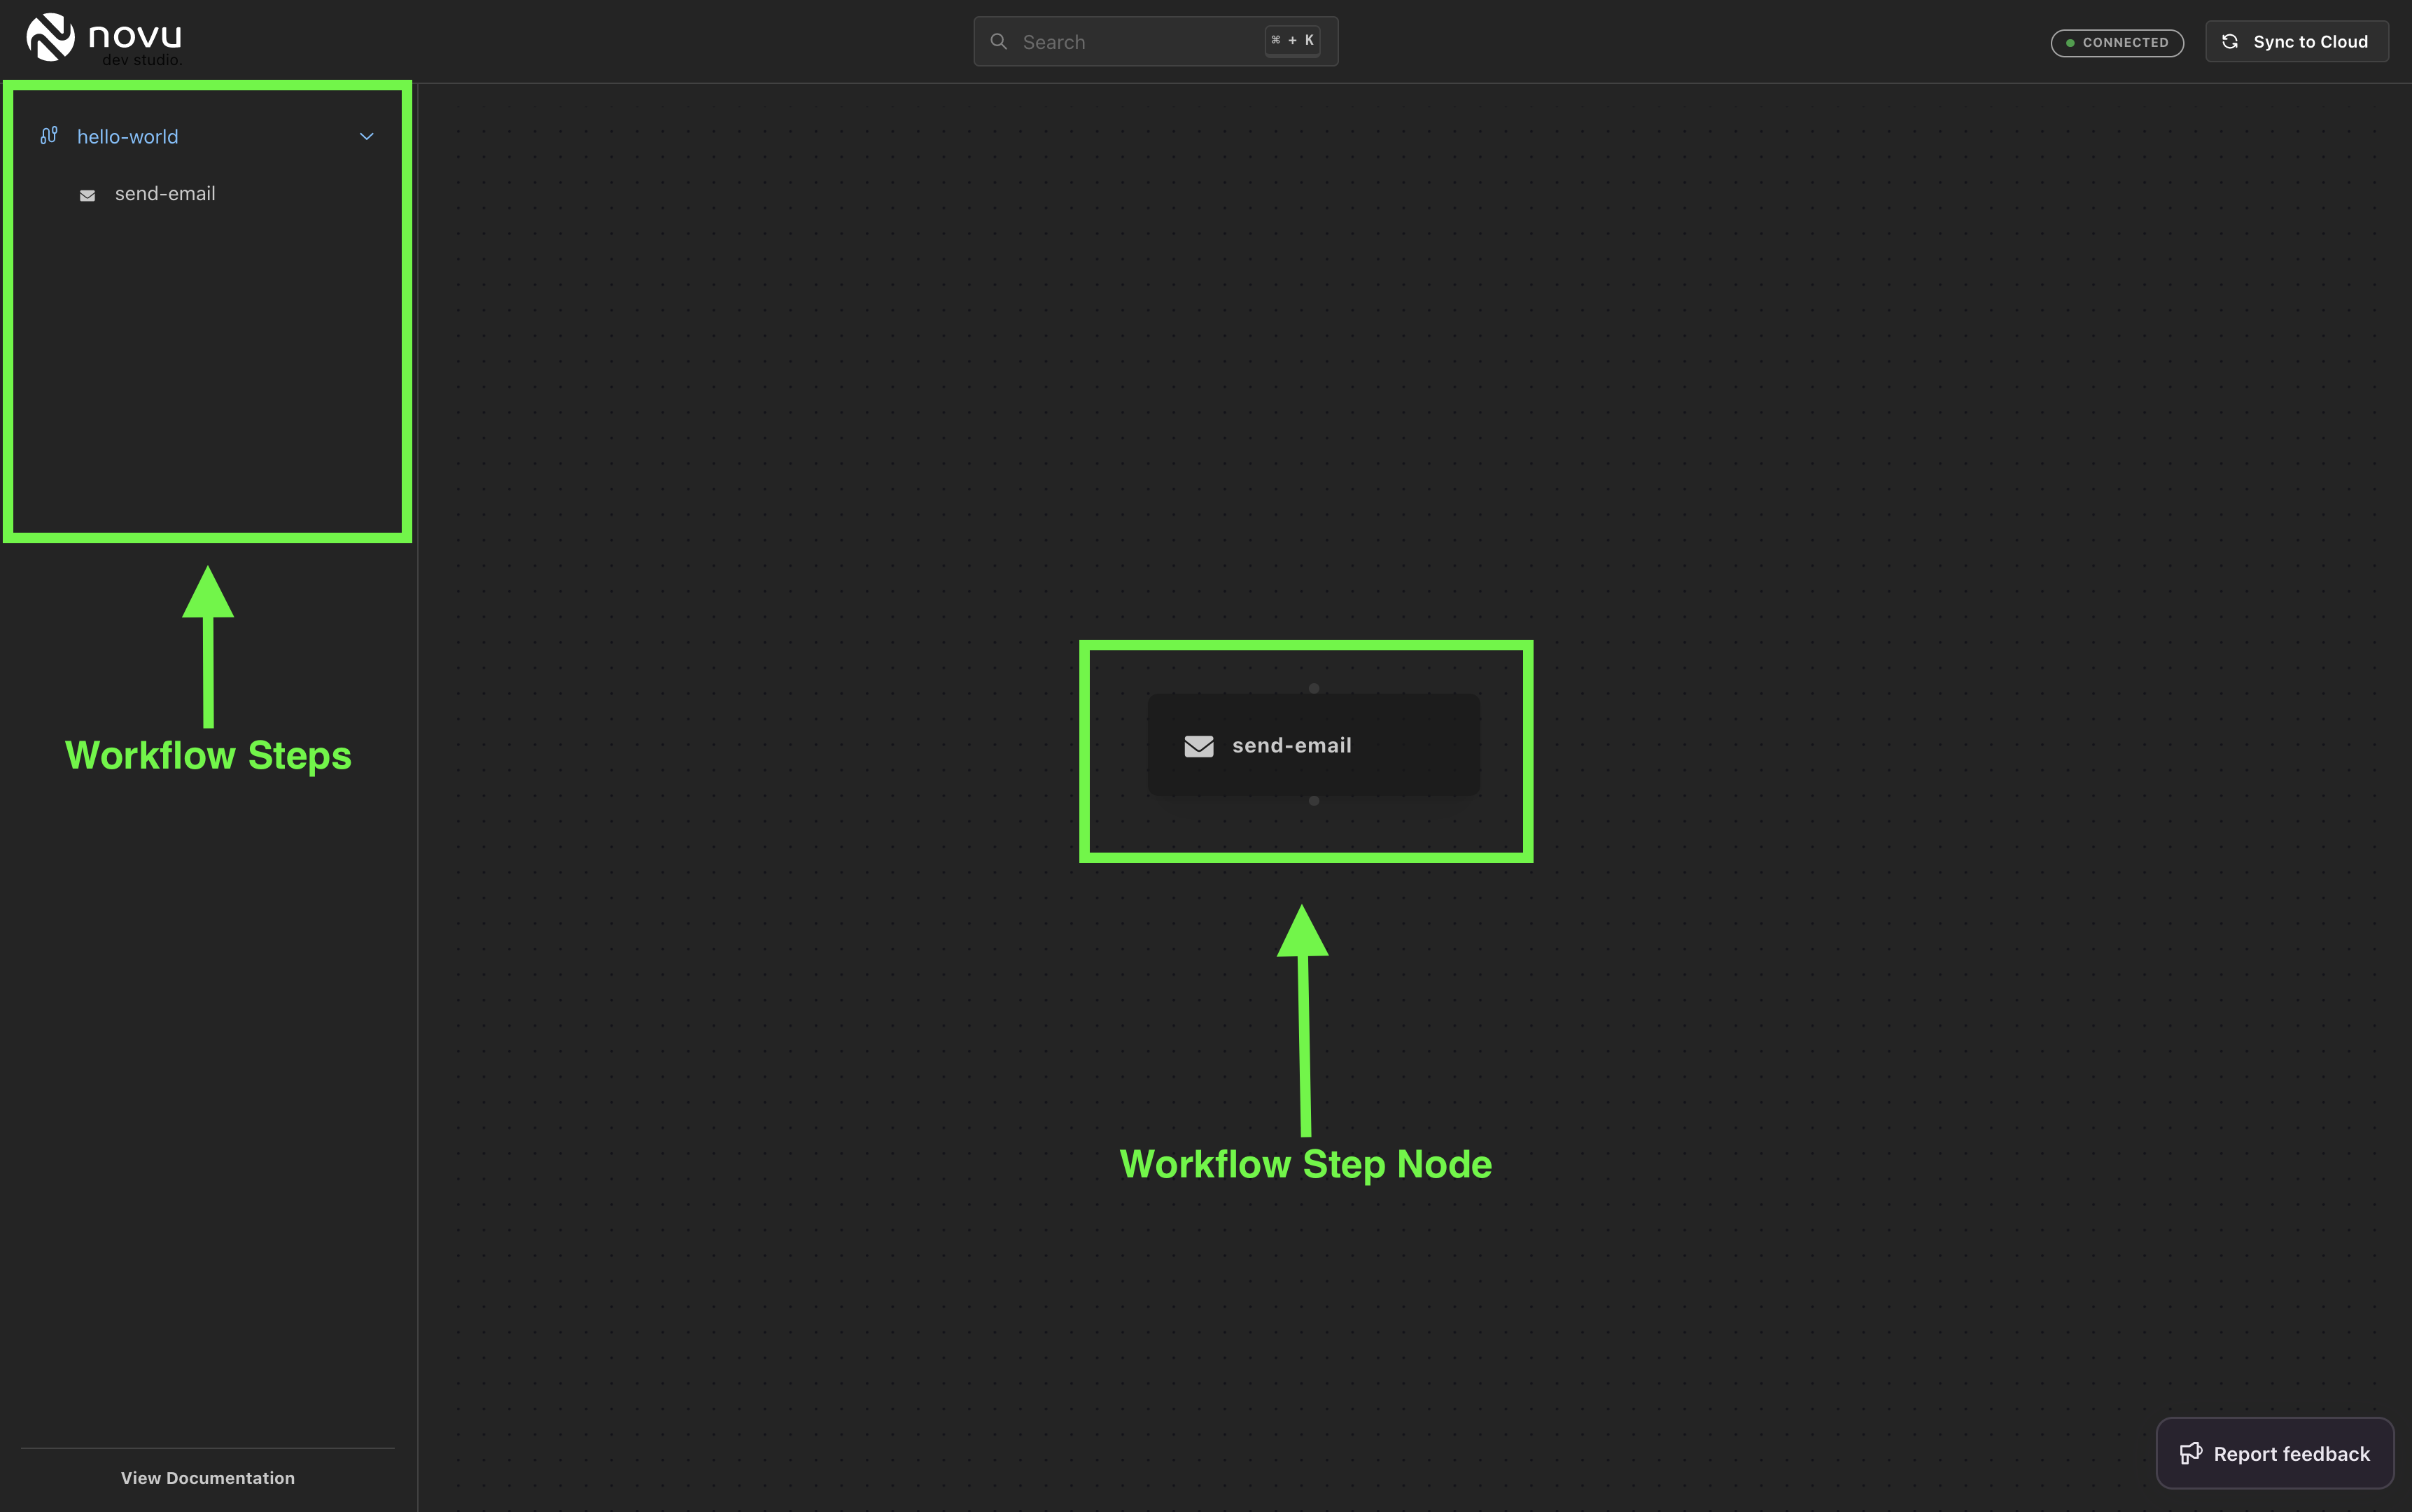 novu
dev studio.
Search
⌘ + K
CONNECTED
Sync to Cloud
hello-world
send-email
Workflow Steps
send-email
Workflow Step Node
View Documentation
Report feedback